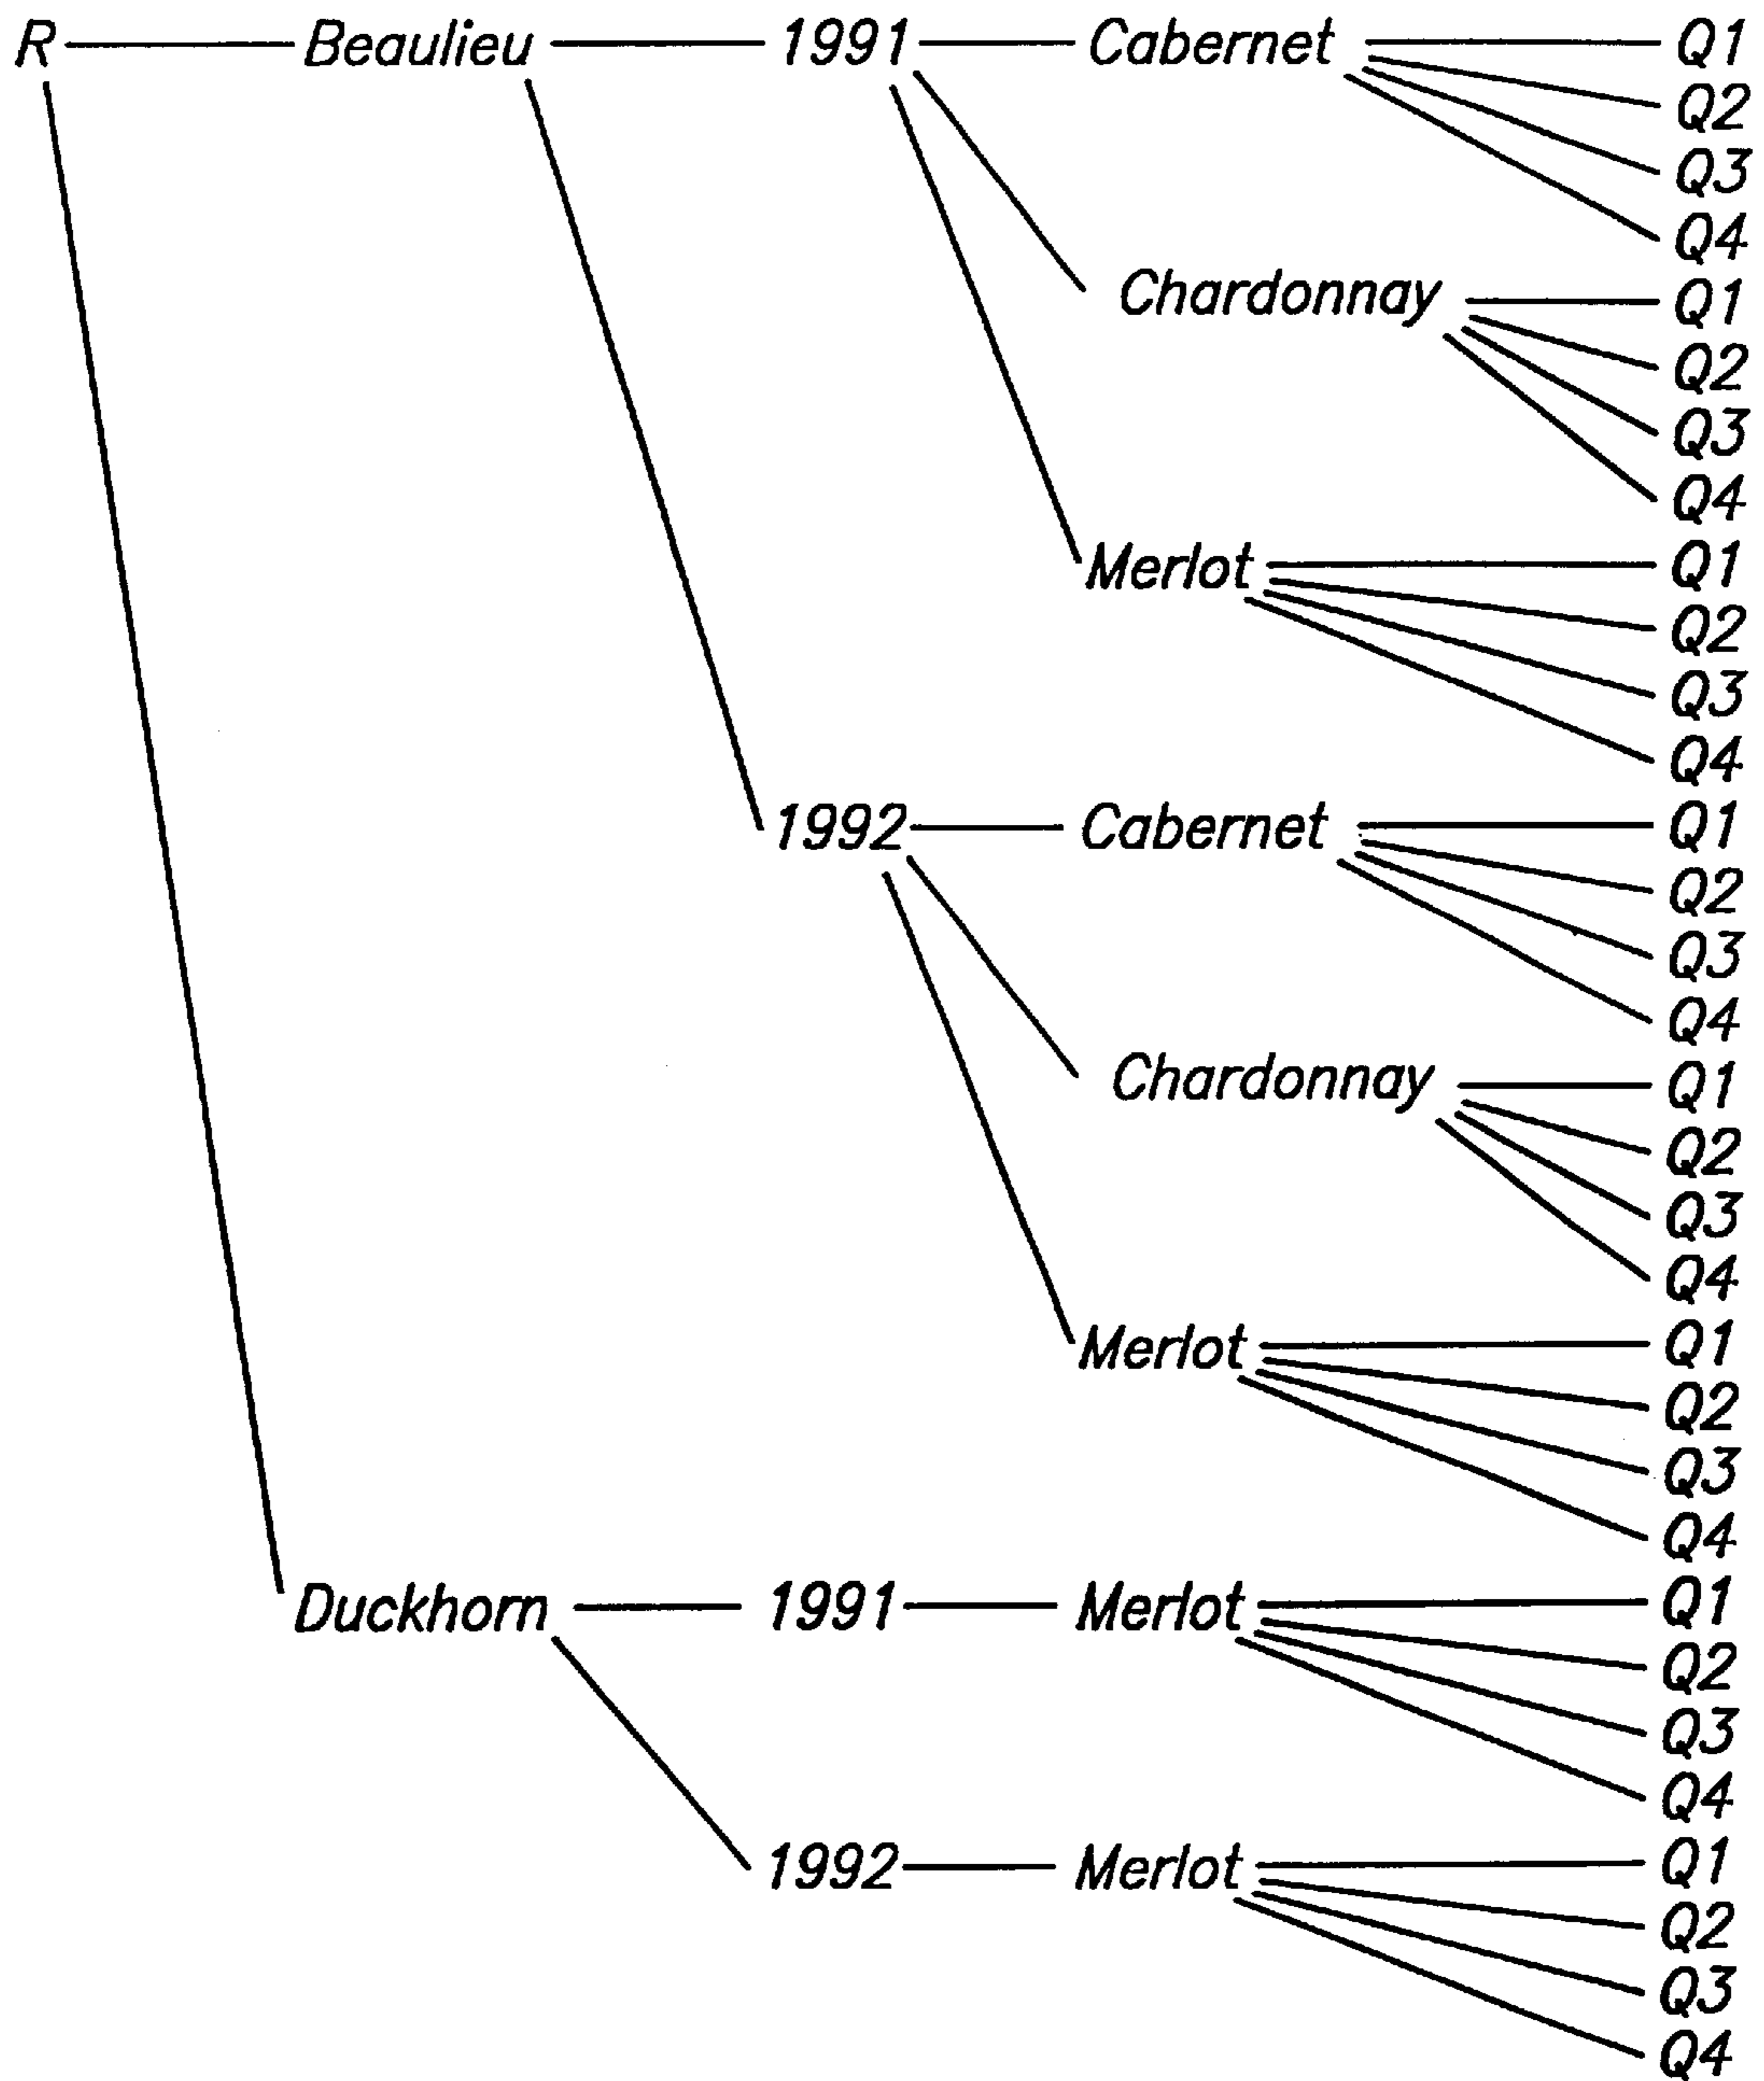 R Beaulieu 1991 Cabernet Q1
Q2
Q3
Q4
Chardonnay Q1
Q2
Q3
Q4
Merlot Q1
Q2
Q3
Q4
1992 Cabernet Q1
Q2
Q3
Q4
Chardonnay Q1
Q2
Q3
Q4
Merlot Q1
Q2
Q3
Q4
Duckhorn 1991 Merlot Q1
Q2
Q3
Q4
1992 Merlot Q1
Q2
Q3
Q4